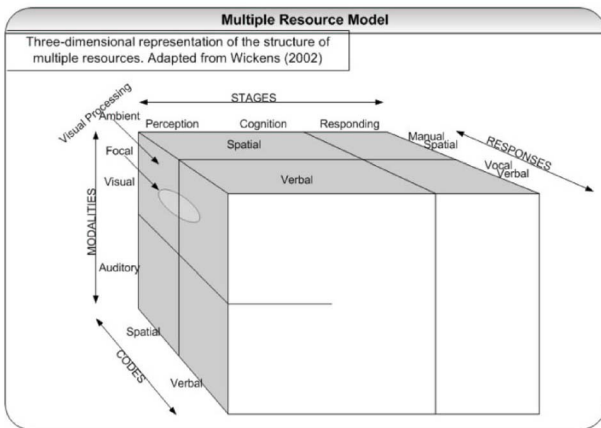 Multiple Resource Model
Three-dimensional representation of the structure of
multiple resources. Adapted from Wickens (2002)
STAGES
Perception
Cognition
Responding
Visual Processing
Ambient
Focal
Visual
Auditory
MODALITIES
Spatial
Verbal
Manual
Spatial
Vocal
Verbal
RESPONSES
Spatial
Verbal
CODES